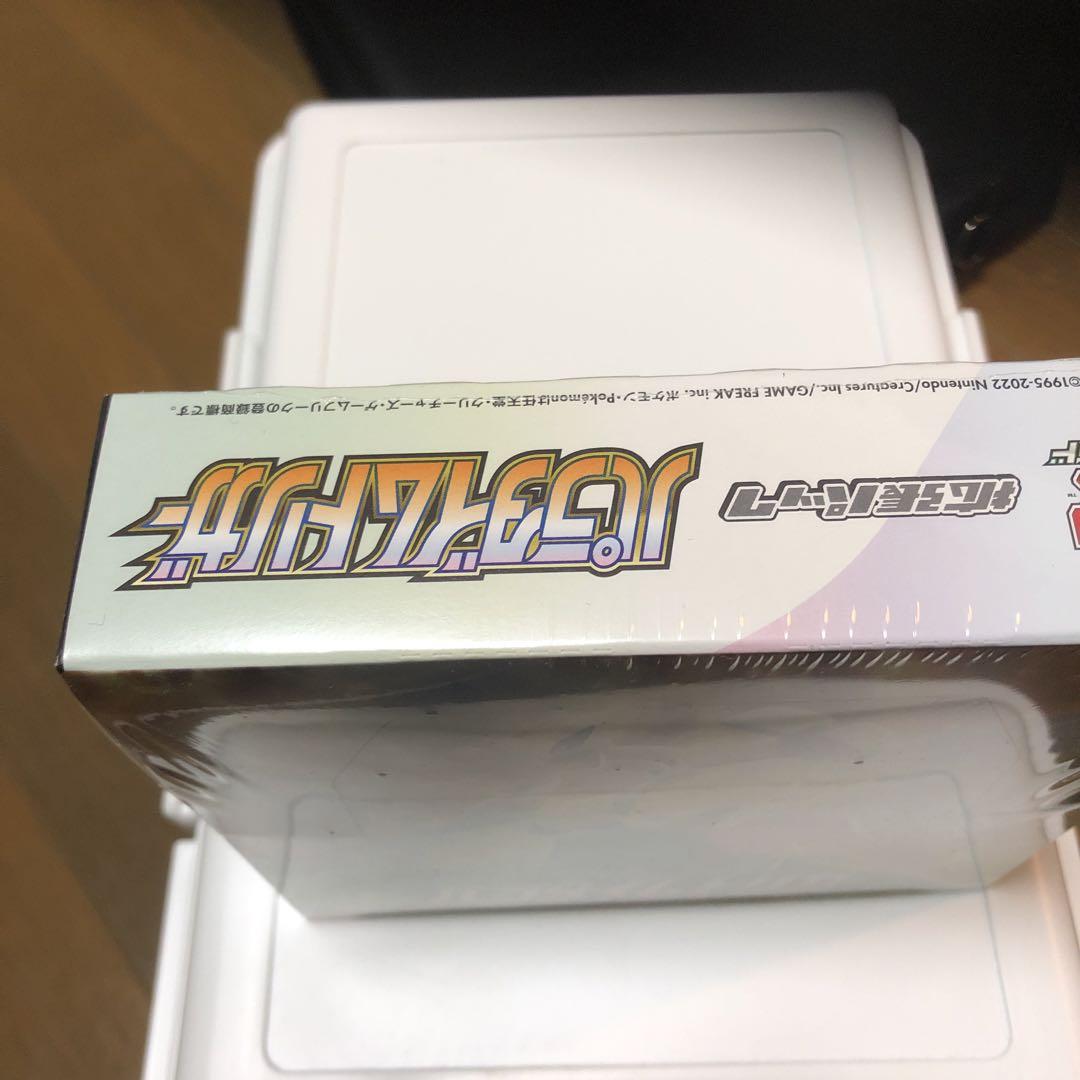 拡張パック
パラダイムトリガー
©1995-2022 Nintendo/Creatures Inc./GAME FREAK inc. ポケモン・Pokémonは任天堂・クリーチャーズ・ゲームフリークの登録商標です。